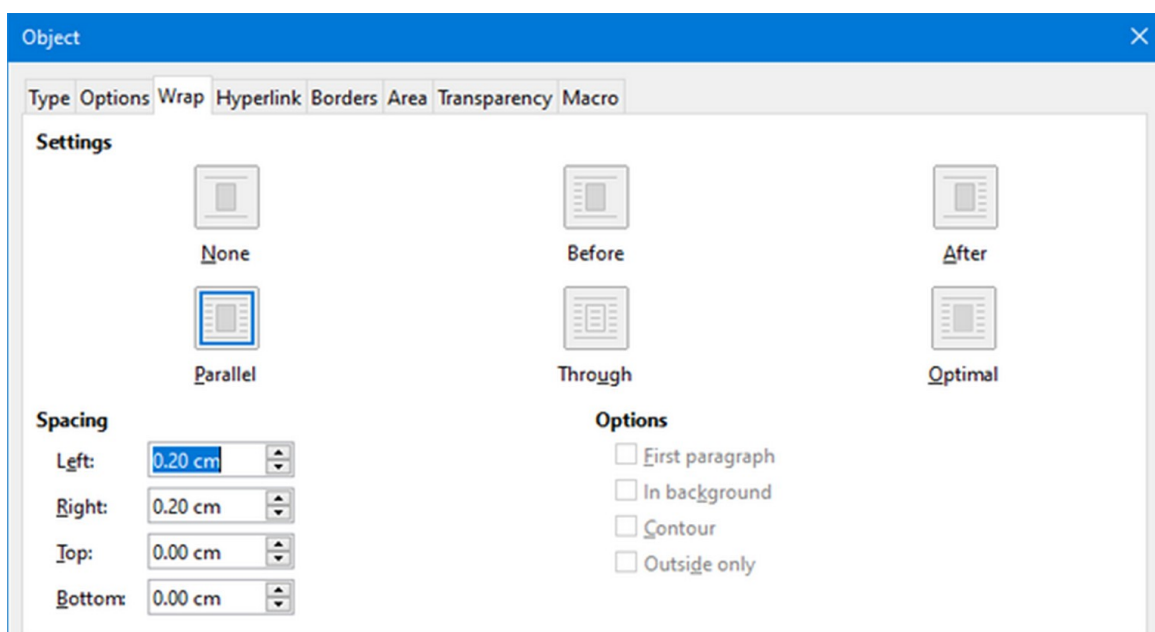 Object
Type Options Wrap Hyperlink Borders Area Transparency Macro
Settings
None Before After
Parallel Through Optimal
Spacing Options
Left: 0.20 cm First paragraph
Right: 0.20 cm In background
Top: 0.00 cm Contour
Bottom: 0.00 cm Outside only